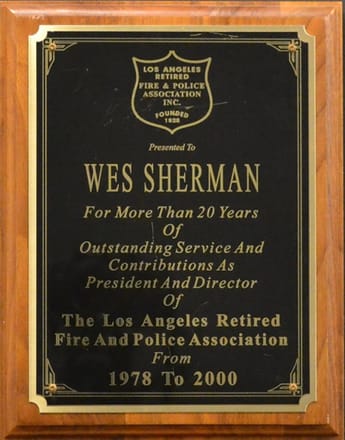 LOS ANGELES
RETIRED
FIRE & POLICE
ASSOCIATION
INC.
FOUNDED
1928
Presented To
WES SHERMAN
For More Than 20 Years
Of
Outstanding Service And
Contributions As
President And Director
Of
The Los Angeles Retired
Fire And Police Association
From
1978 To 2000